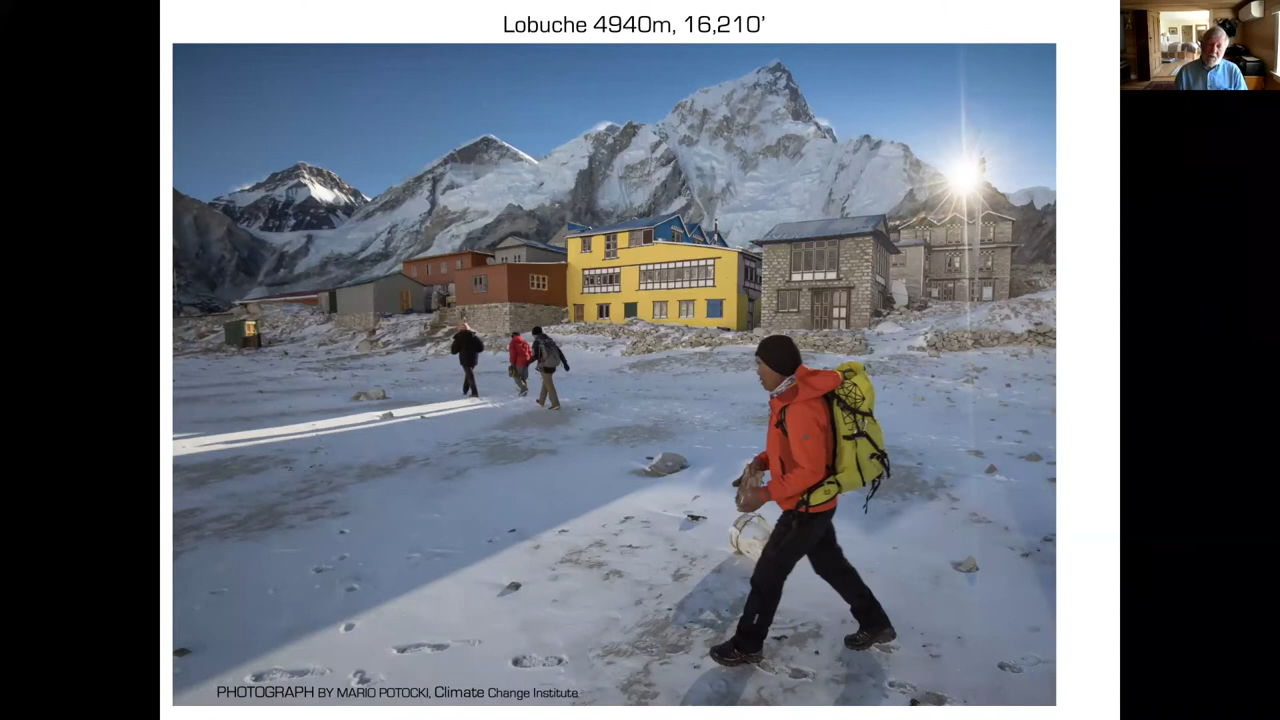 Lobuche 4940m, 16,210’
PHOTOGRAPH BY MARIO POTOCKI, Climate Change Institute